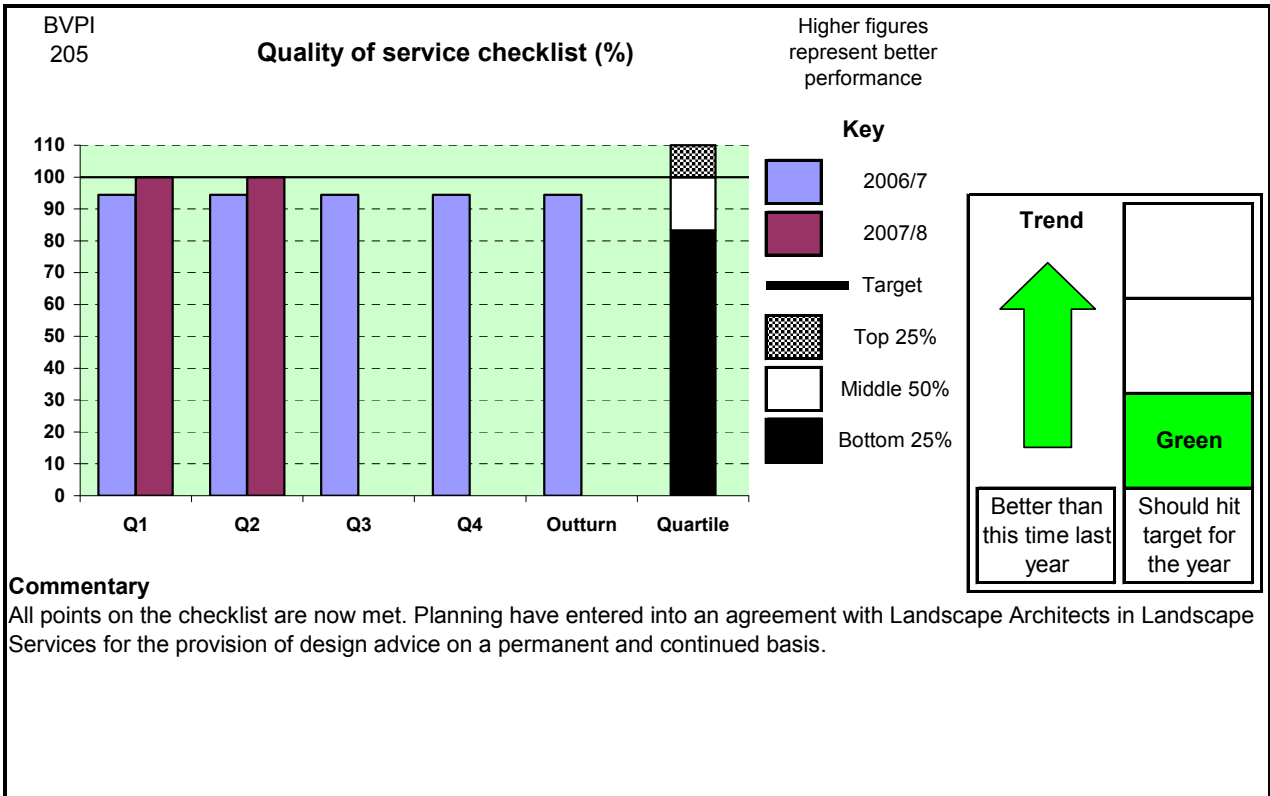 BVPI
205
Quality of service checklist (%)
Higher figures
represent better
performance
110
100
90
80
70
60
50
40
30
20
10
0
Q1
Q2
Q3
Q4
Outturn
Quartile
Key
2006/7
2007/8
Target
Top 25%
Middle 50%
Bottom 25%
Trend
Green
Better than
this time last
year
Should hit
target for
the year
Commentary
All points on the checklist are now met. Planning have entered into an agreement with Landscape Architects in Landscape
Services for the provision of design advice on a permanent and continued basis.